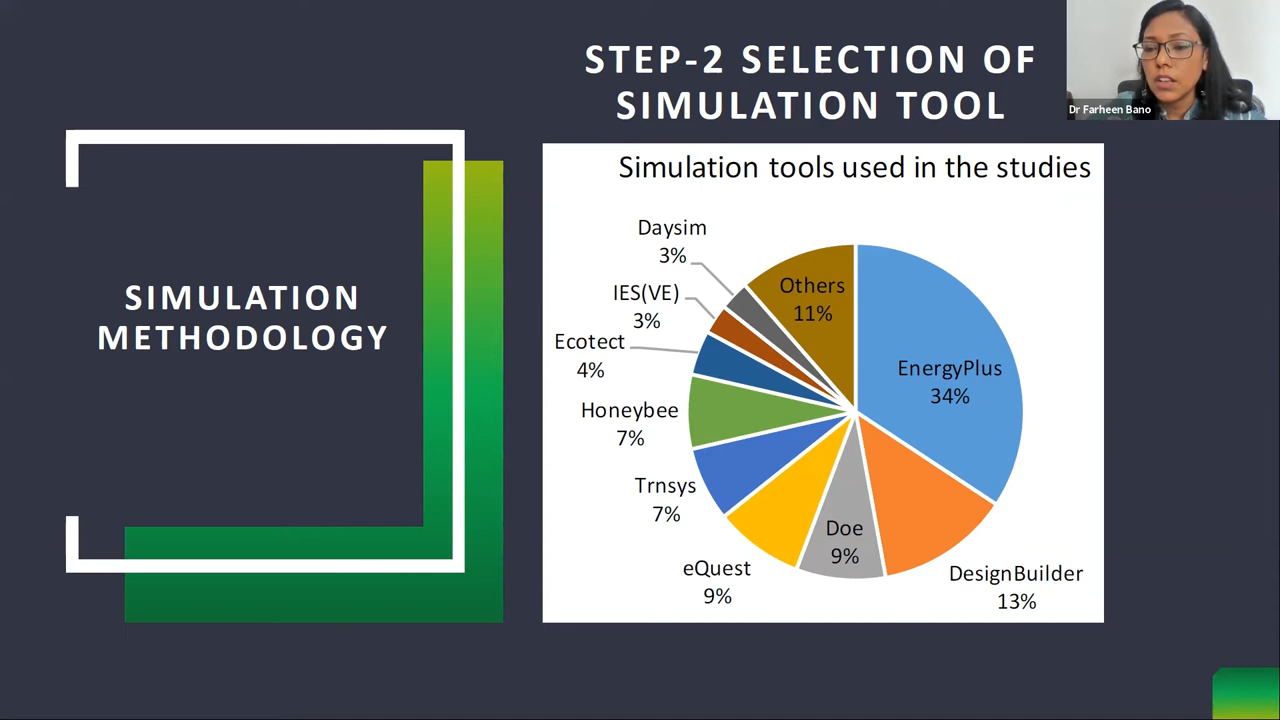 STEP-2 SELECTION OF
SIMULATION TOOL
Dr Farheen Bano
SIMULATION
METHODOLOGY
Simulation tools used in the studies
Daysim
3%
Others
11%
IES(VE)
3%
Ecotect
4%
EnergyPlus
34%
Honeybee
7%
Trnsys
7%
Doe
9%
eQuest
9%
DesignBuilder
13%